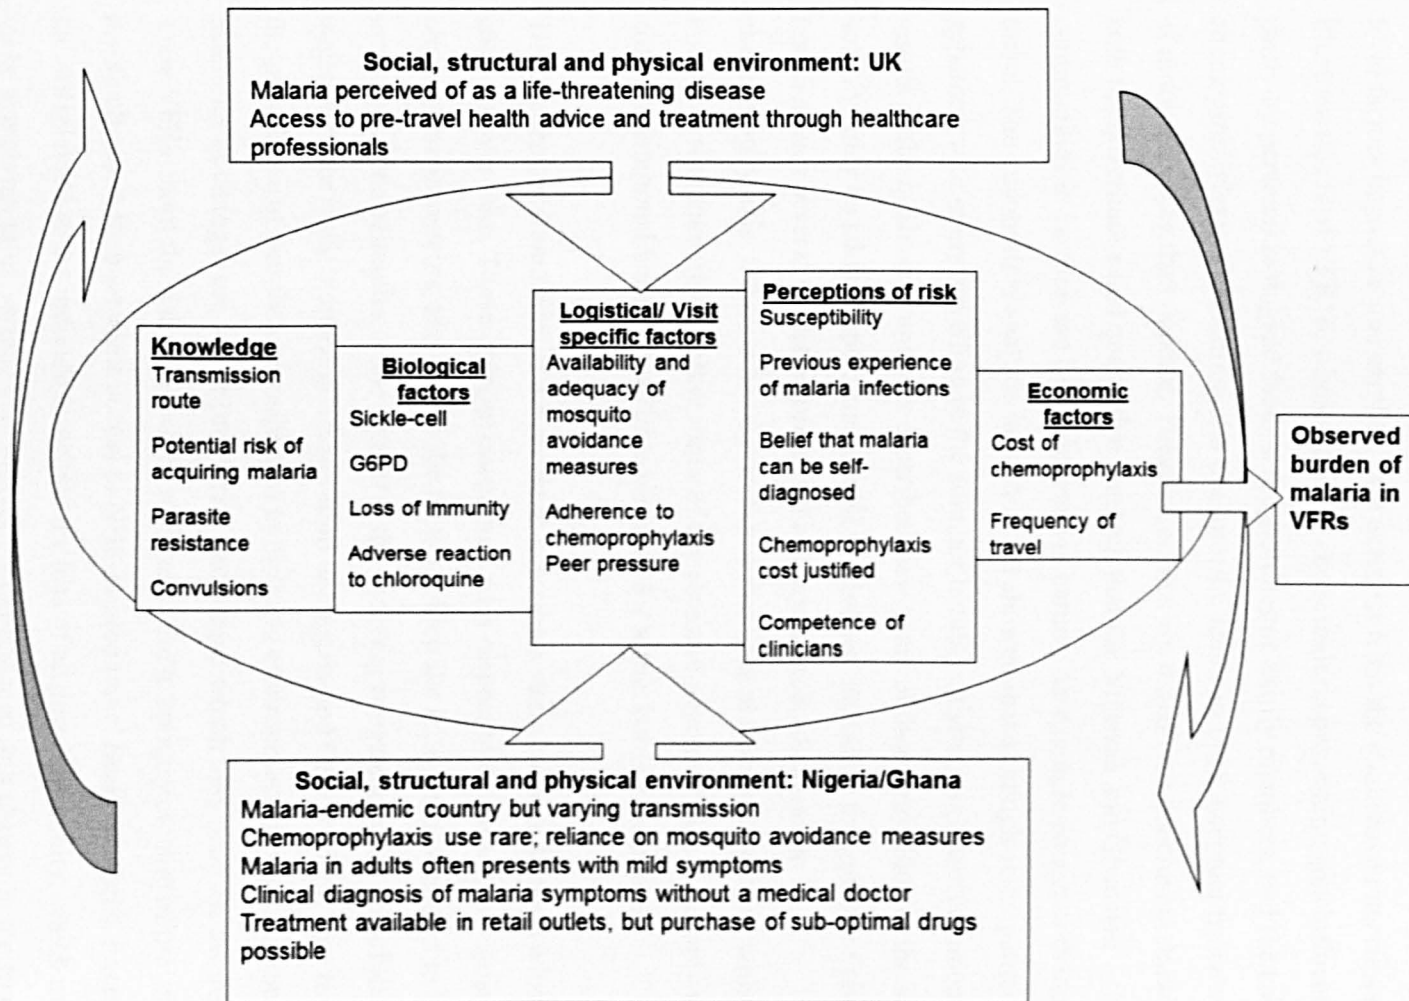 Social, structural and physical environment: UK
Malaria perceived of as a life-threatening disease
Access to pre-travel health advice and treatment through healthcare
professionals
Knowledge
Transmission
route
Potential risk of
acquiring malaria
Parasite
resistance
Convulsions
Biological
factors
Sickle-cell
G6PD
Loss of Immunity
Adverse reaction
to chloroquine
Logistical/ Visit
specific factors
Availability and
adequacy of
mosquito
avoidance
measures
Adherence to
chemoprophylaxis
Peer pressure
Perceptions of risk
Susceptibility
Previous experience
of malaria infections
Belief that malaria
can be self-
diagnosed
Chemoprophylaxis
cost justified
Competence of
clinicians
Economic
factors
Cost of
chemoprophylaxis
Frequency of
travel
Observed
burden of
malaria in
VFRs
Social, structural and physical environment: Nigeria/Ghana
Malaria-endemic country but varying transmission
Chemoprophylaxis use rare; reliance on mosquito avoidance measures
Malaria in adults often presents with mild symptoms
Clinical diagnosis of malaria symptoms without a medical doctor
Treatment available in retail outlets, but purchase of sub-optimal drugs
possible